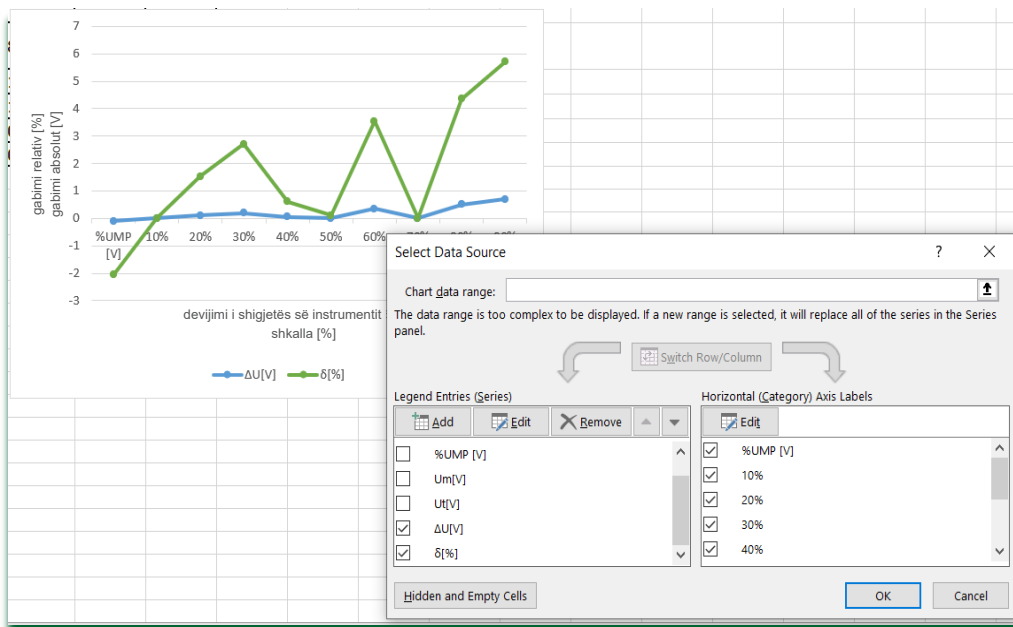 7
6
5
4
3
2
1
0
-1
-2
-3
gabimi relativ [%]
gabimi absolut [V]
%UMP [V]
10%
20%
30%
40%
50%
60%
devijimi i shigjetës së instrumentit
shkalla [%]
ΔU[V]
δ[%]
Select Data Source
?
Chart data range:
The data range is too complex to be displayed. If a new range is selected, it will replace all of the series in the Series
panel.
Switch Row/Column
Legend Entries (Series)
Add
Edit
Remove
%UMP [V]
Um[V]
Ut[V]
ΔU[V]
δ[%]
Horizontal (Category) Axis Labels
Edit
%UMP [V]
10%
20%
30%
40%
Hidden and Empty Cells
OK
Cancel